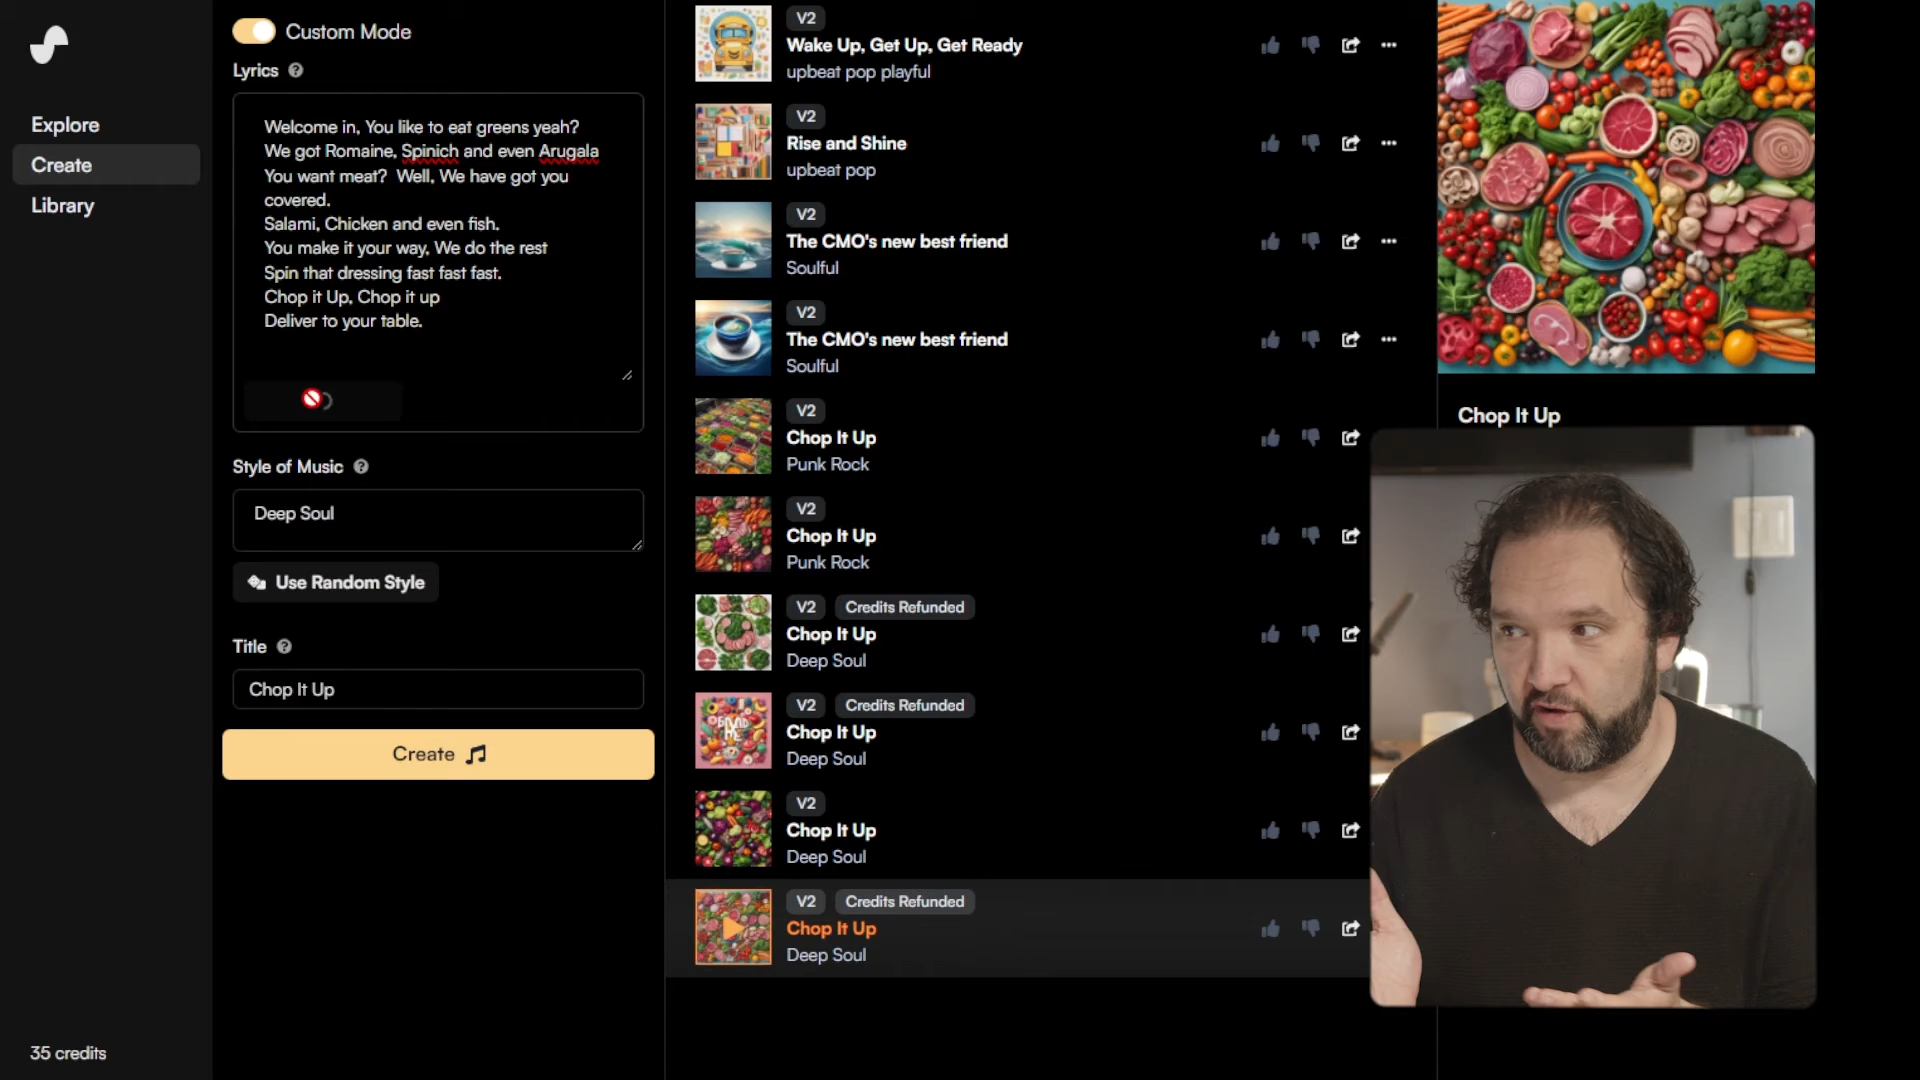 Explore
Create
Library
35 credits
Custom Mode
Lyrics
Welcome in, You like to eat greens yeah?
We got Romaine, Spinich and even Arugala
You want meat?  Well, We have got you
covered.
Salami, Chicken and even fish.
You make it your way, We do the rest
Spin that dressing fast fast fast.
Chop it Up, Chop it up
Deliver to your table.
Style of Music
Deep Soul
Use Random Style
Title
Chop It Up
Create
V2
Wake Up, Get Up, Get Ready
upbeat pop playful
V2
Rise and Shine
upbeat pop
V2
The CMO's new best friend
Soulful
V2
The CMO's new best friend
Soulful
V2
Chop It Up
Punk Rock
V2
Chop It Up
Punk Rock
V2 Credits Refunded
Chop It Up
Deep Soul
V2 Credits Refunded
Chop It Up
Deep Soul
V2
Chop It Up
Deep Soul
V2 Credits Refunded
Chop It Up
Deep Soul
Chop It Up